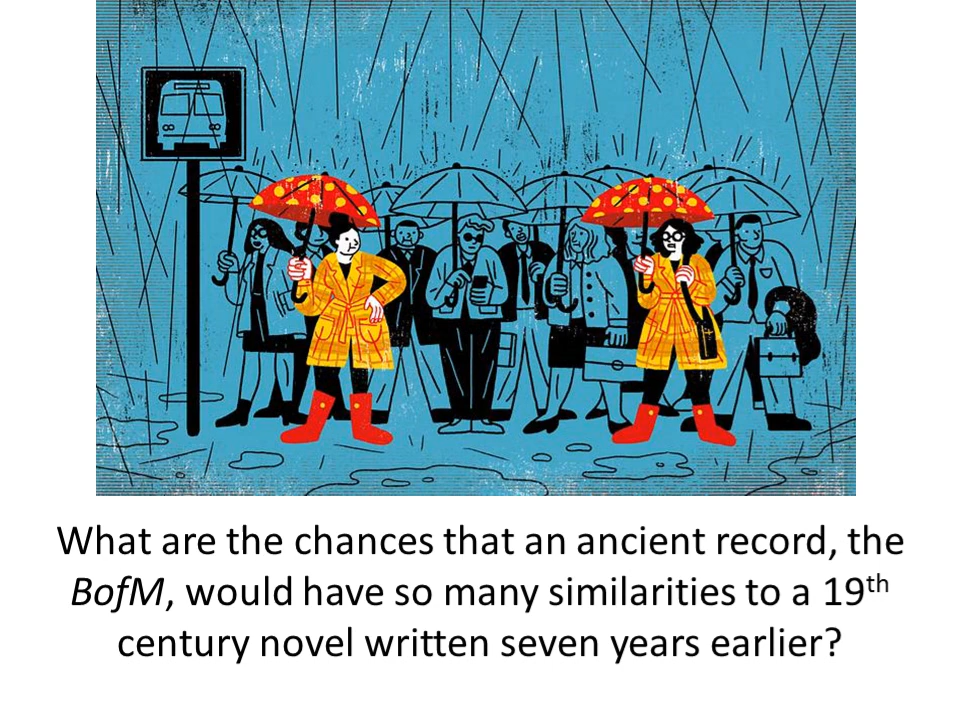 What are the chances that an ancient record, the
BofM, would have so many similarities to a 19th
century novel written seven years earlier?